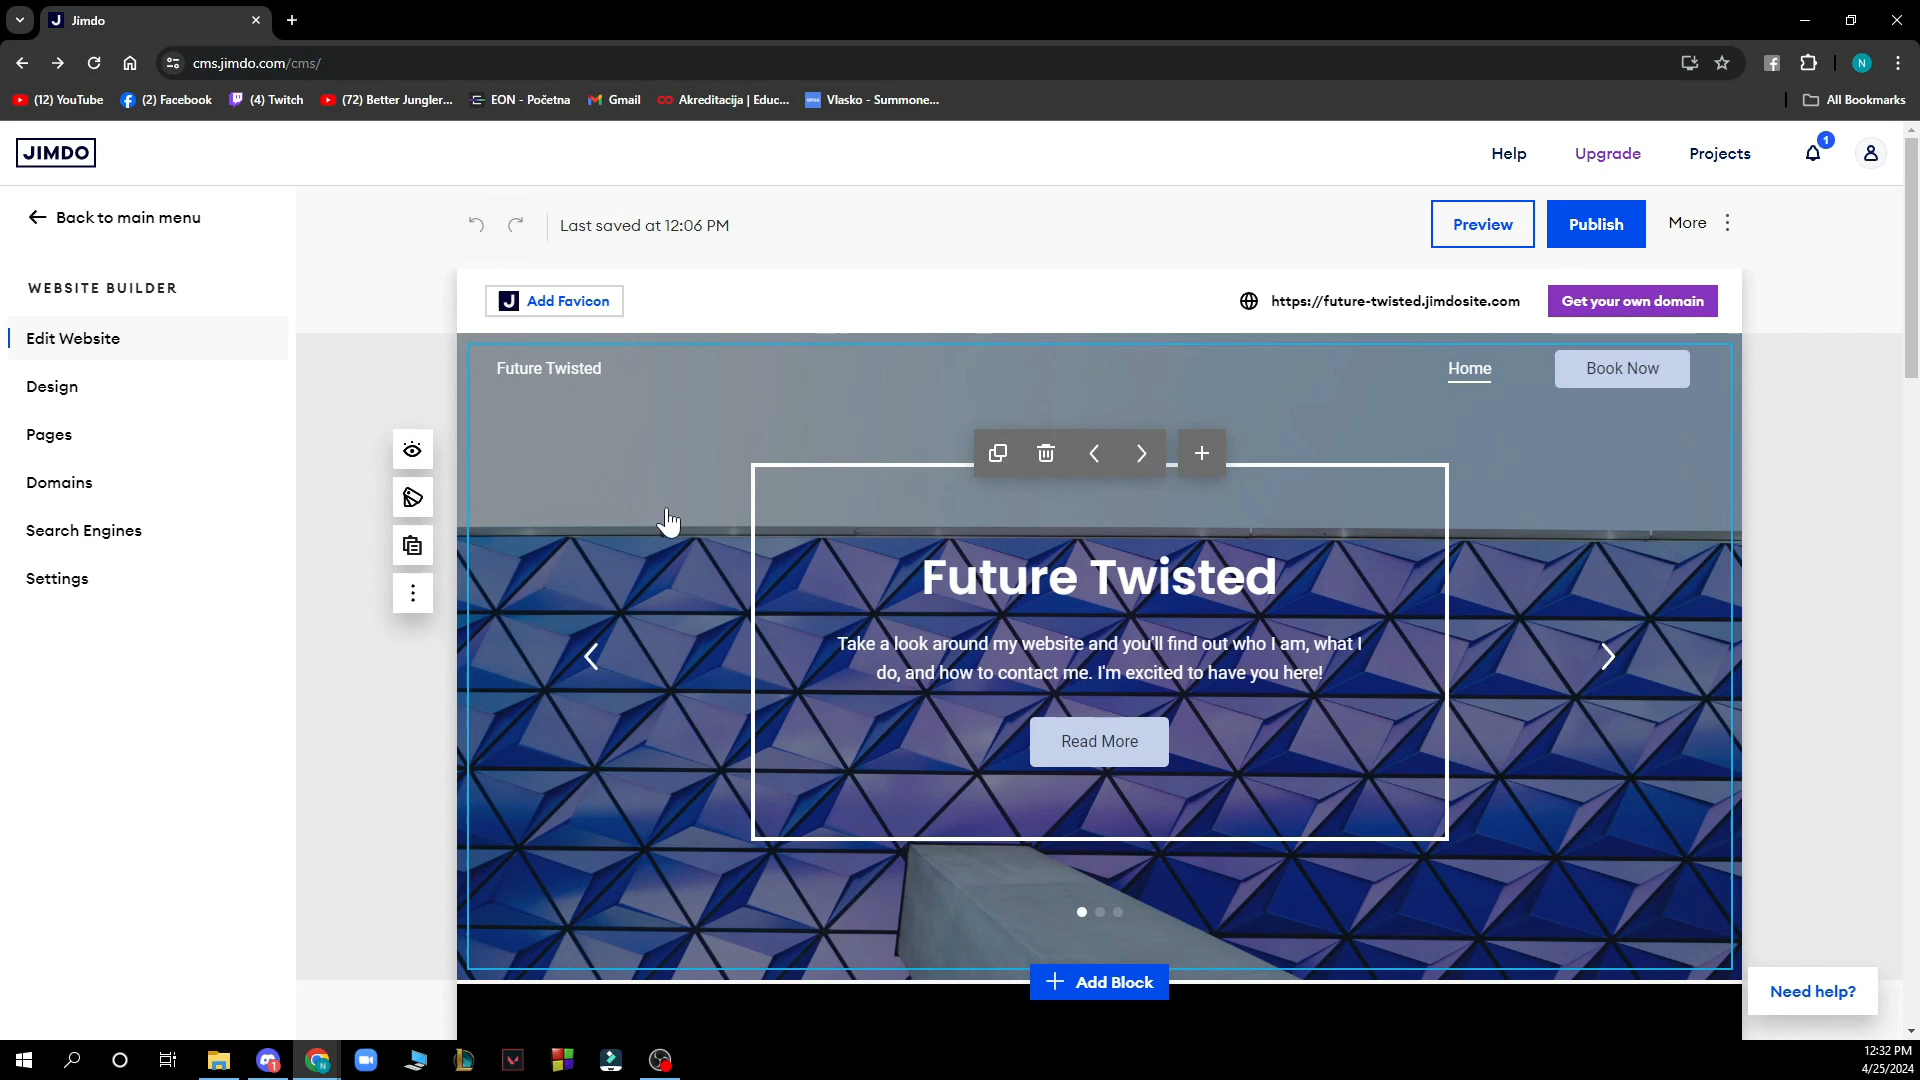 Jimdo
cms.jimdo.com/cms/
(12) YouTube
(2) Facebook
(4) Twitch
(72) Better Jungler...
EON - Početna
Gmail
Akreditacija | Educ...
Vlasko - Summone...
All Bookmarks
N
JIMDO
Help
Upgrade
Projects
1
Back to main menu
Last saved at 12:06 PM
Preview
Publish
More
WEBSITE BUILDER
Edit Website
Design
Pages
Domains
Search Engines
Settings
Add Favicon
https://future-twisted.jimdosite.com
Get your own domain
Future Twisted
Home
Book Now
Future Twisted
Take a look around my website and you'll find out who I am, what I
do, and how to contact me. I'm excited to have you here!
Read More
Add Block
Need help?
12:32 PM
4/25/2024